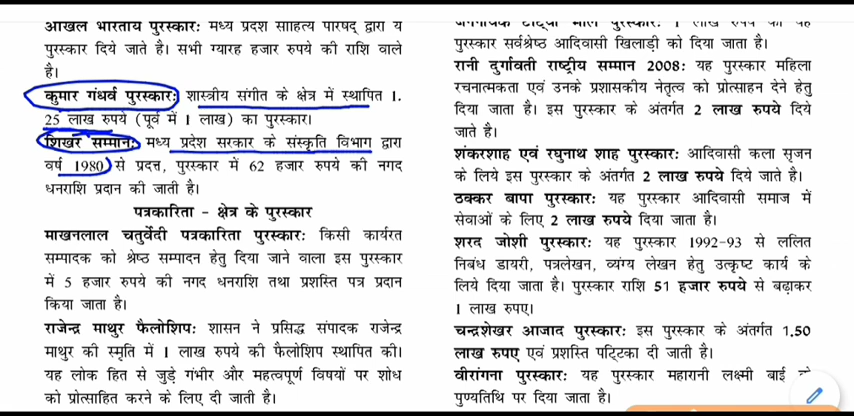 अखिल भारतीय पुरस्कार: मध्य प्रदेश साहित्य परिषद् द्वारा ये
पुरस्कार दिये जाते है। सभी ग्यारह हजार रुपये की राशि वाले
है।
कुमार गंधर्व पुरस्कार: शास्त्रीय संगीत के क्षेत्र में स्थापित 1.
25 लाख रुपये (पूर्व में 1 लाख) का पुरस्कार।
शिखर सम्मान: मध्य प्रदेश सरकार के संस्कृति विभाग द्वारा
वर्ष 1980 से प्रदत्त, पुरस्कार में 62 हजार रुपये की नगद
धनराशि प्रदान की जाती है।
पत्रकारिता - क्षेत्र के पुरस्कार
माखनलाल चतुर्वेदी पत्रकारिता पुरस्कार: किसी कार्यरत
सम्पादक को श्रेष्ठ सम्पादन हेतु दिया जाने वाला इस पुरस्कार
में 5 हजार रुपये की नगद धनराशि तथा प्रशस्ति पत्र प्रदान
किया जाता है।
राजेन्द्र माथुर फैलोशिप: शासन ने प्रसिद्ध संपादक राजेन्द्र
माथुर की स्मृति में 1 लाख रुपये की फैलोशिप स्थापित की।
यह लोक हित से जुड़े गंभीर और महत्वपूर्ण विषयों पर शोध
को प्रोत्साहित करने के लिए दी जाती है।
जननायक टांट्या भील पुरस्कार: 1 लाख रुपये का यह
पुरस्कार सर्वश्रेष्ठ आदिवासी खिलाड़ी को दिया जाता है।
रानी दुर्गावती राष्ट्रीय सम्मान 2008: यह पुरस्कार महिला
रचनात्मकता एवं उनके प्रशासकीय नेतृत्व को प्रोत्साहन देने हेतु
दिया जाता है। इस पुरस्कार के अंतर्गत 2 लाख रुपये दिये
जाते है।
शंकरशाह एवं रघुनाथ शाह पुरस्कार: आदिवासी कला सृजन
के लिये इस पुरस्कार के अंतर्गत 2 लाख रुपये दिये जाते है।
ठक्कर बापा पुरस्कार: यह पुरस्कार आदिवासी समाज में
सेवाओं के लिए 2 लाख रुपये दिया जाता है।
शरद जोशी पुरस्कार: यह पुरस्कार 1992-93 से ललित
निबंध डायरी, पत्रलेखन, व्यंग्य लेखन हेतु उत्कृष्ट कार्य के
लिये दिया जाता है। पुरस्कार राशि 51 हजार रुपये से बढ़ाकर
1 लाख रुपए।
चन्द्रशेखर आजाद पुरस्कार: इस पुरस्कार के अंतर्गत 1.50
लाख रुपए एवं प्रशस्ति पट्टिका दी जाती है।
वीरांगना पुरस्कार: यह पुरस्कार महारानी लक्ष्मी बाई
पुण्यतिथि पर दिया जाता है।